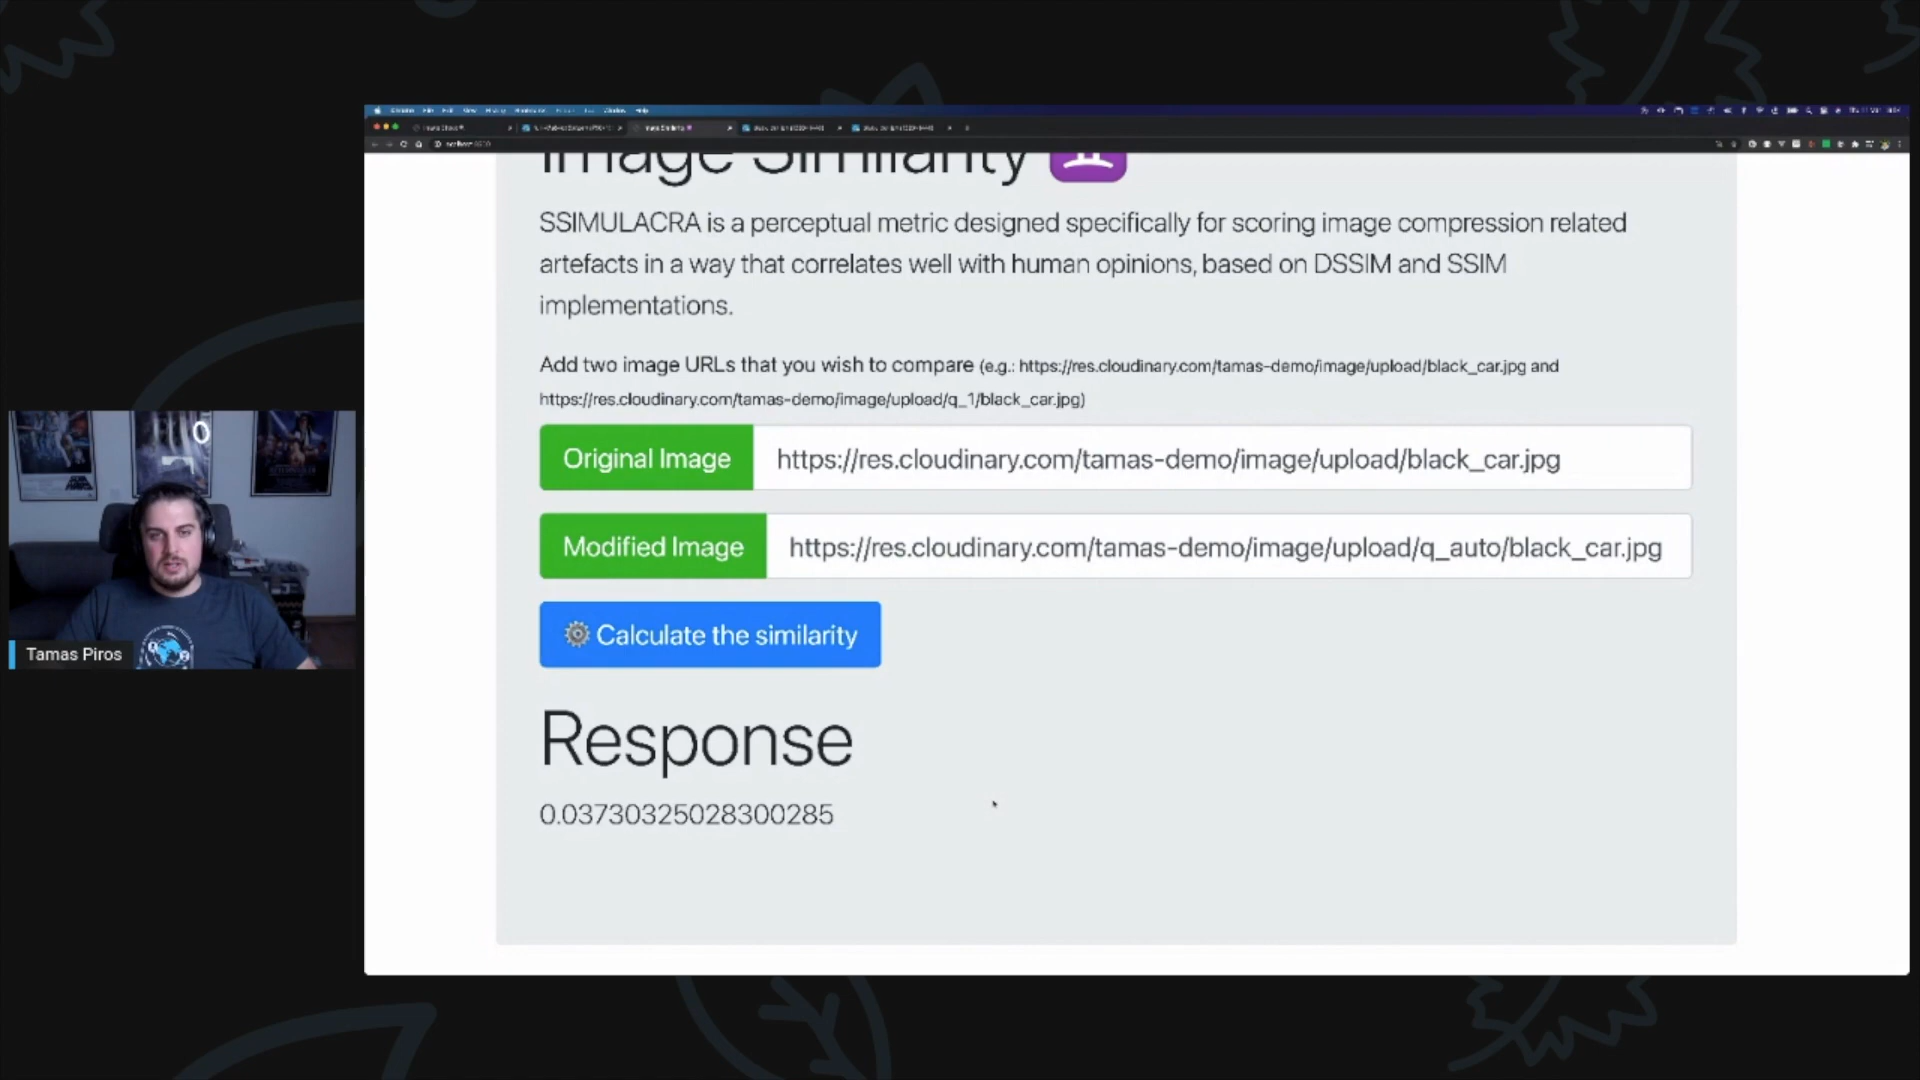 Image Similarity
SSIMULACRA is a perceptual metric designed specifically for scoring image compression related
artefacts in a way that correlates well with human opinions, based on DSSIM and SSIM
implementations.
Add two image URLs that you wish to compare (e.g.: https://res.cloudinary.com/tamas-demo/image/upload/black_car.jpg and
https://res.cloudinary.com/tamas-demo/image/upload/q_1/black_car.jpg)
Original Image https://res.cloudinary.com/tamas-demo/image/upload/black_car.jpg
Modified Image https://res.cloudinary.com/tamas-demo/image/upload/q_auto/black_car.jpg
Calculate the similarity
Response
0.03730325028300285
Tamas Piros